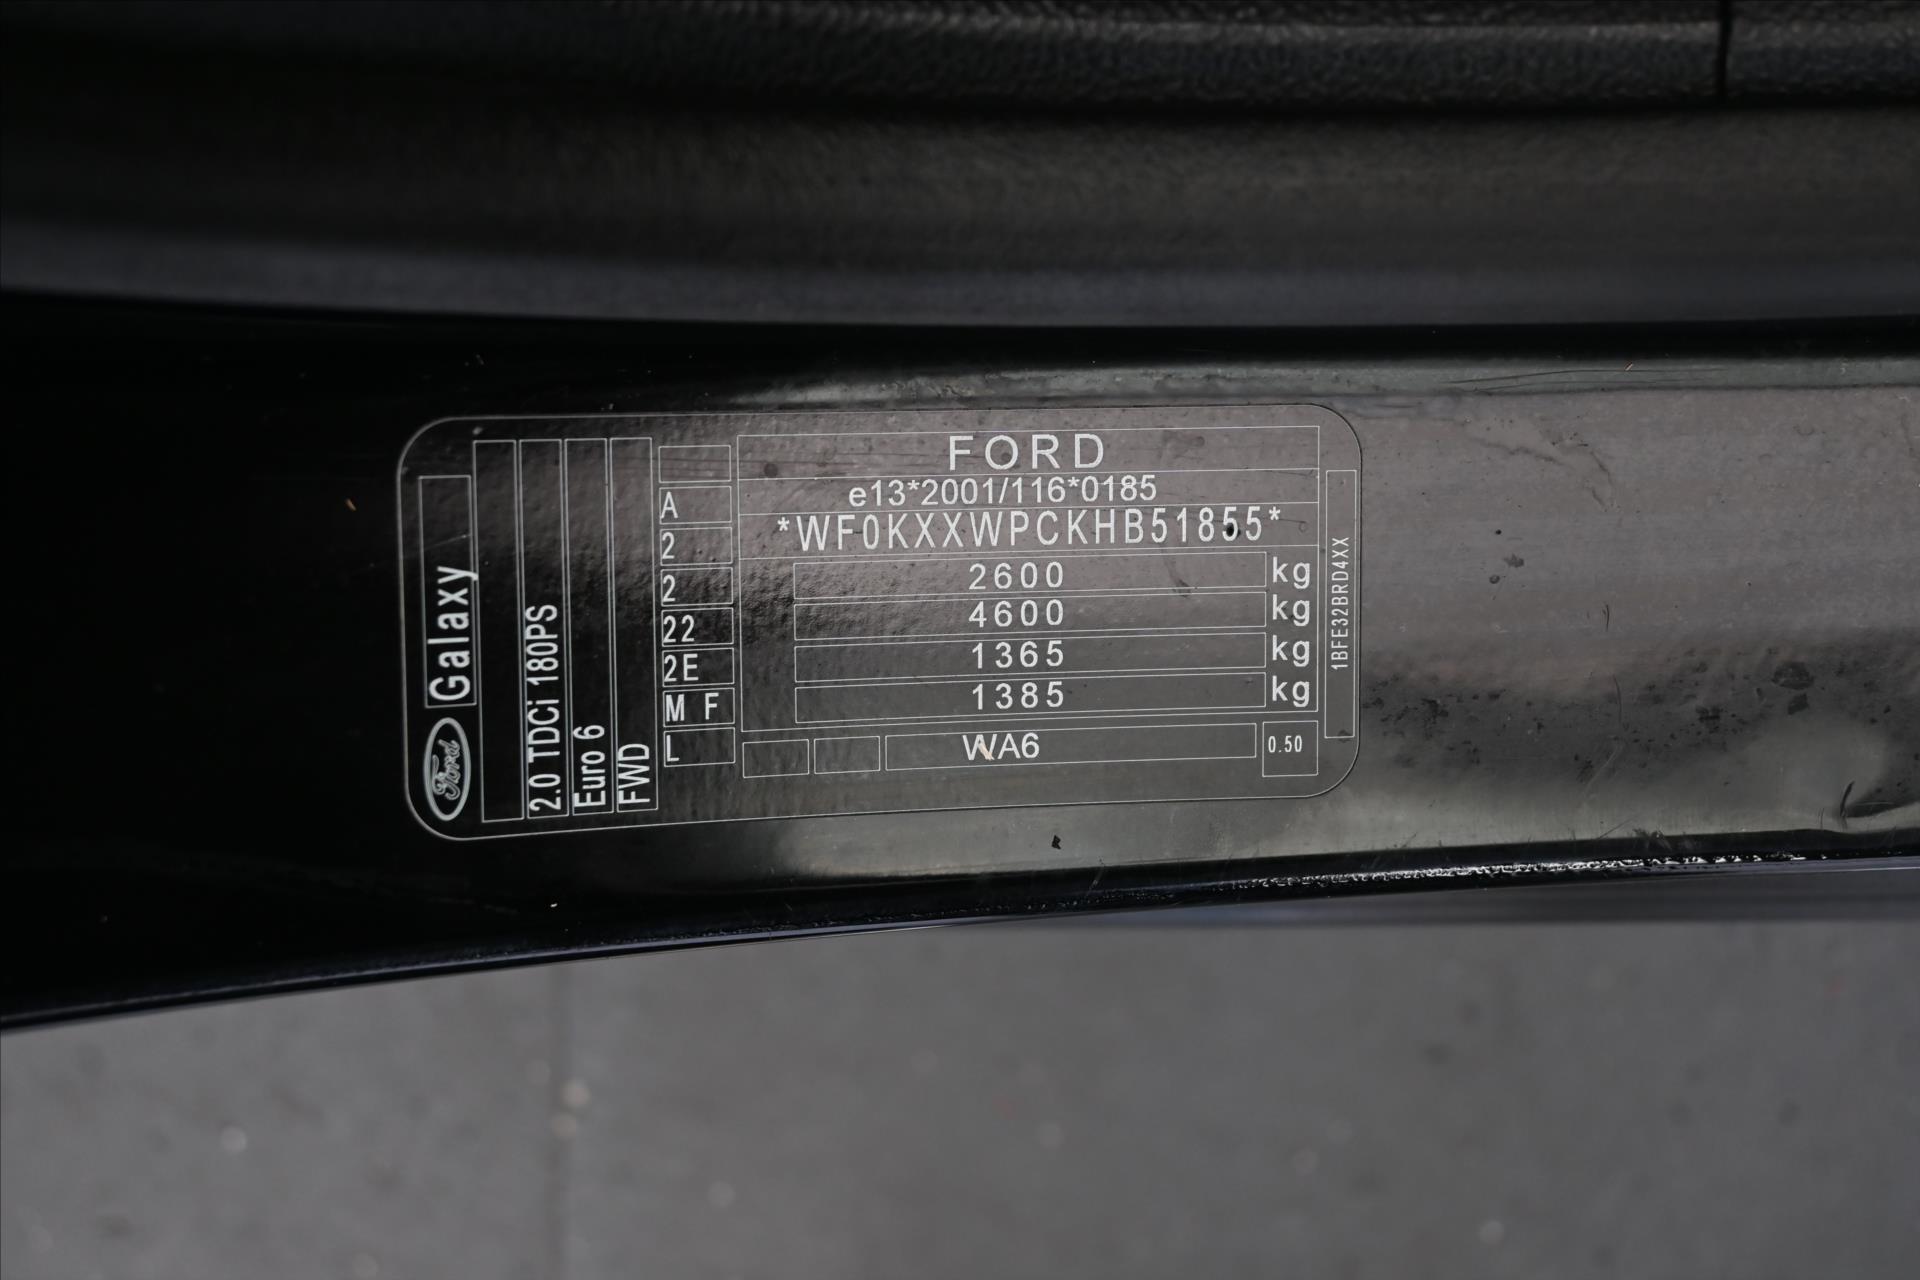 FORD
e13*2001/116*0185
*WF0KXXWPCKHB51855*
2600 kg
4600 kg
1365 kg
1385 kg
WA6 0.50
A
2
2
22
2E
M F
L
Ford Galaxy
2.0 TDCi 180PS
Euro 6
FWD
1BFE32BRD4XX